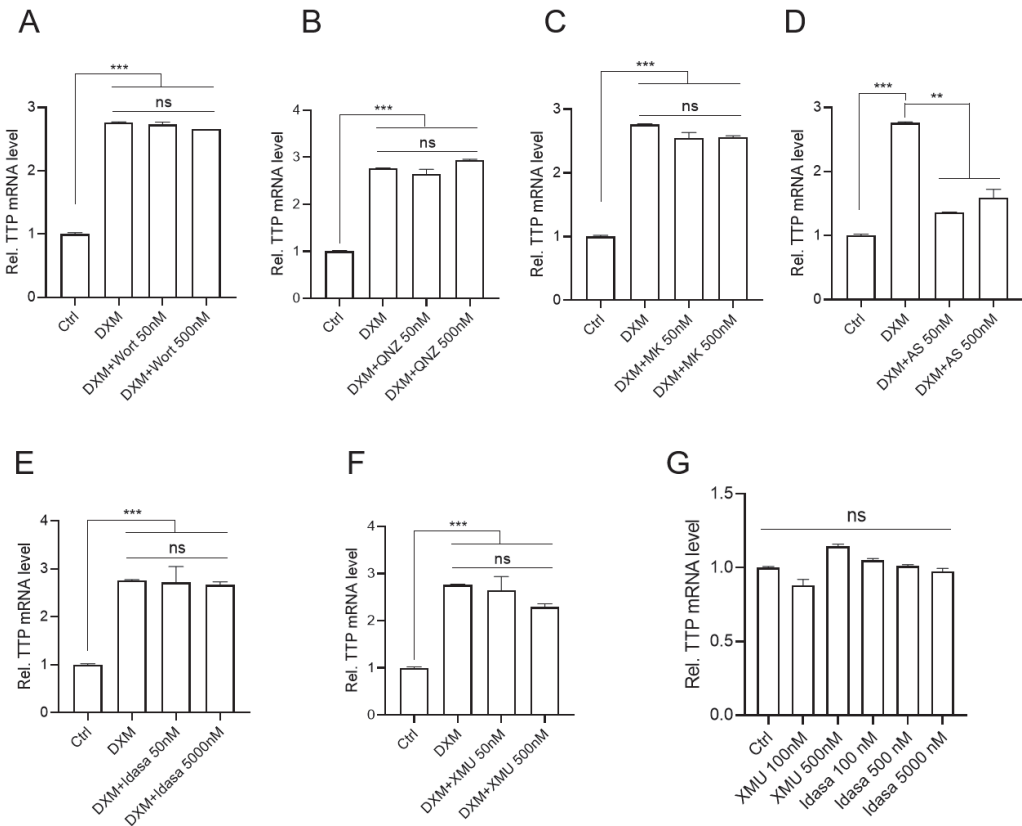 A
Rel. TTP mRNA level
3
2
1
0
***
ns
Ctrl
DXM
DXM+Wort 50nM
DXM+Wort 500nM
B
Rel. TTP mRNA level
4
3
2
1
0
***
ns
Ctrl
DXM
DXM+QNZ 50nM
DXM+QNZ 500nM
C
Rel. TTP mRNA level
3
2
1
0
***
ns
Ctrl
DXM
DXM+MK 50nM
DXM+MK 500nM
D
Rel. TTP mRNA level
3
2
1
0
***
**
Ctrl
DXM
DXM+AS 50nM
DXM+AS 500nM
E
Rel. TTP mRNA level
4
3
2
1
0
***
ns
Ctrl
DXM
DXM+Idasa 50nM
DXM+Idasa 5000nM
F
Rel. TTP mRNA level
4
3
2
1
0
***
ns
Ctrl
DXM
DXM+XMU 50nM
DXM+XMU 500nM
G
Rel. TTP mRNA level
1.5
1.0
0.5
0.0
ns
Ctrl
XMU 100nM
XMU 500nM
Idasa 100 nM
Idasa 500 nM
Idasa 5000 nM